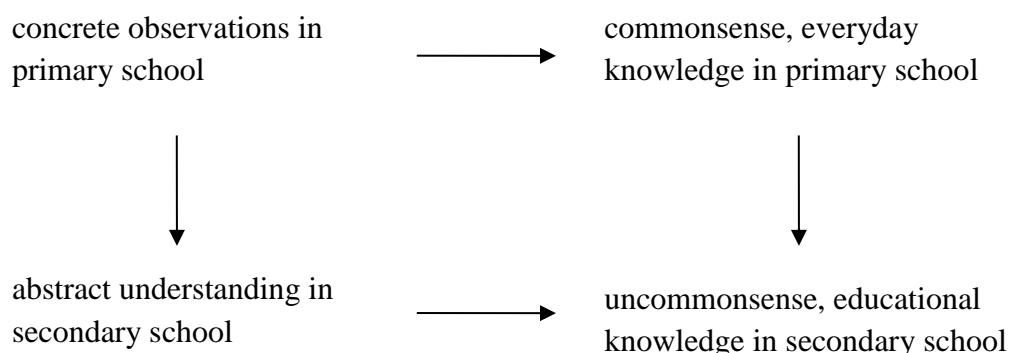 concrete observations in
primary school
commonsense, everyday
knowledge in primary school
abstract understanding in
secondary school
uncommonsense, educational
knowledge in secondary school